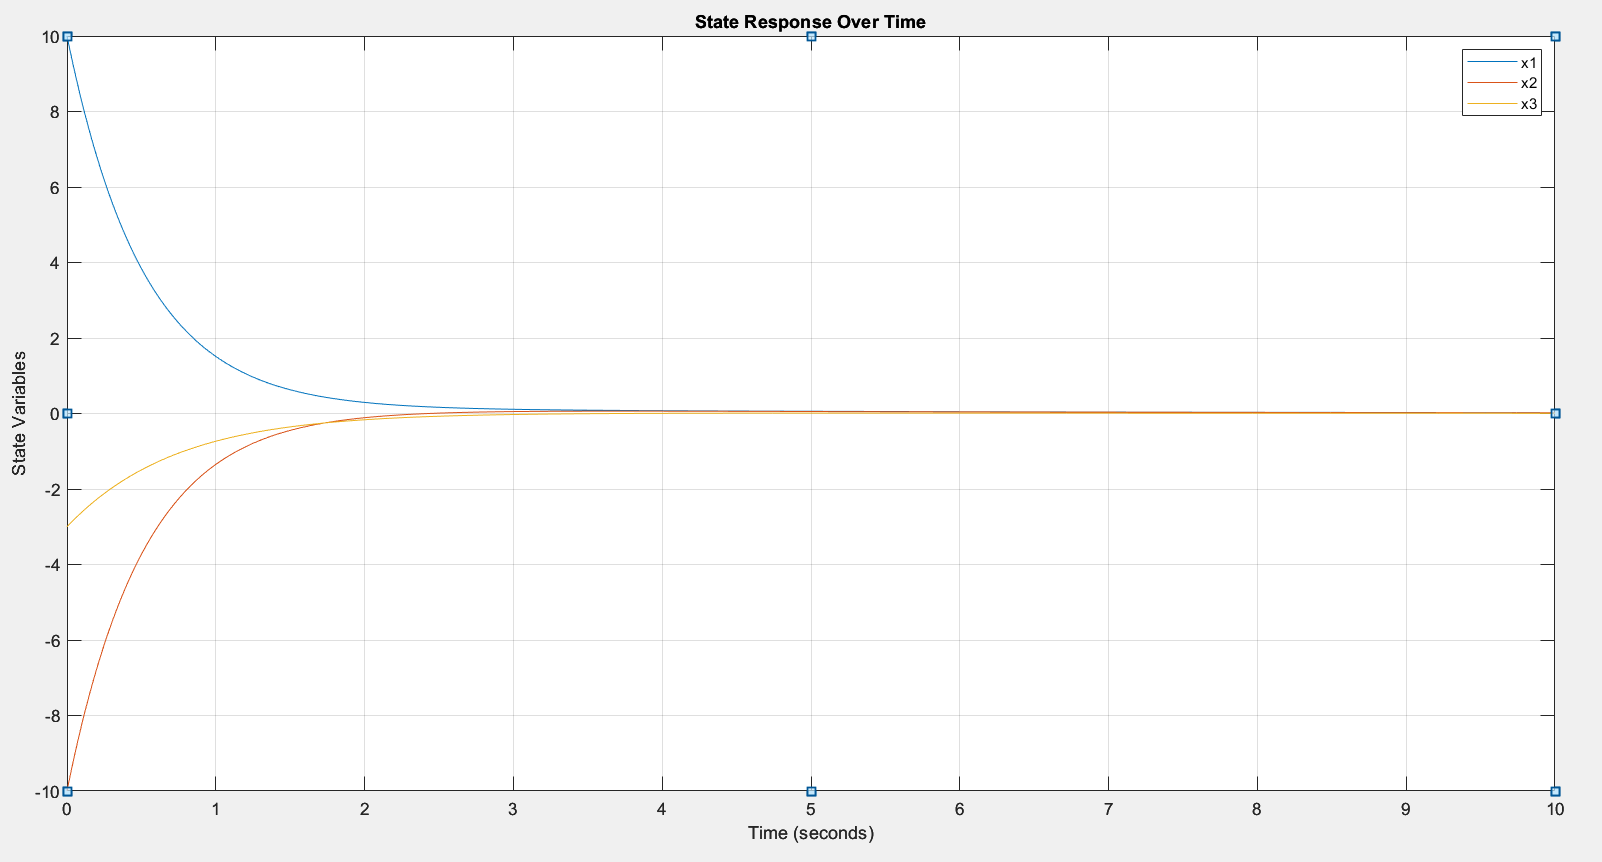 State Response Over Time
x1
x2
x3
10
8
6
4
2
0
-2
-4
-6
-8
-10
State Variables
0 1 2 3 4 5 6 7 8 9 10
Time (seconds)